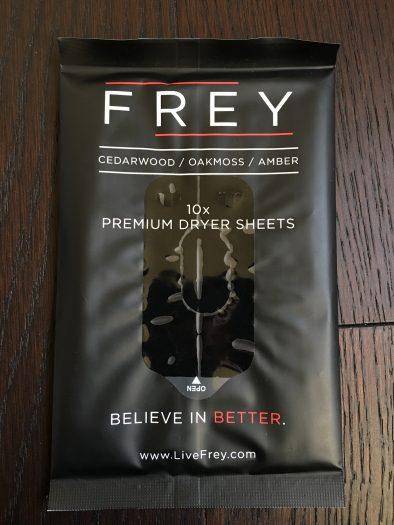 FREY
CEDARWOOD / OAKMOSS / AMBER
10x
PREMIUM DRYER SHEETS
OPEN
BELIEVE IN BETTER.
www.LiveFrey.com